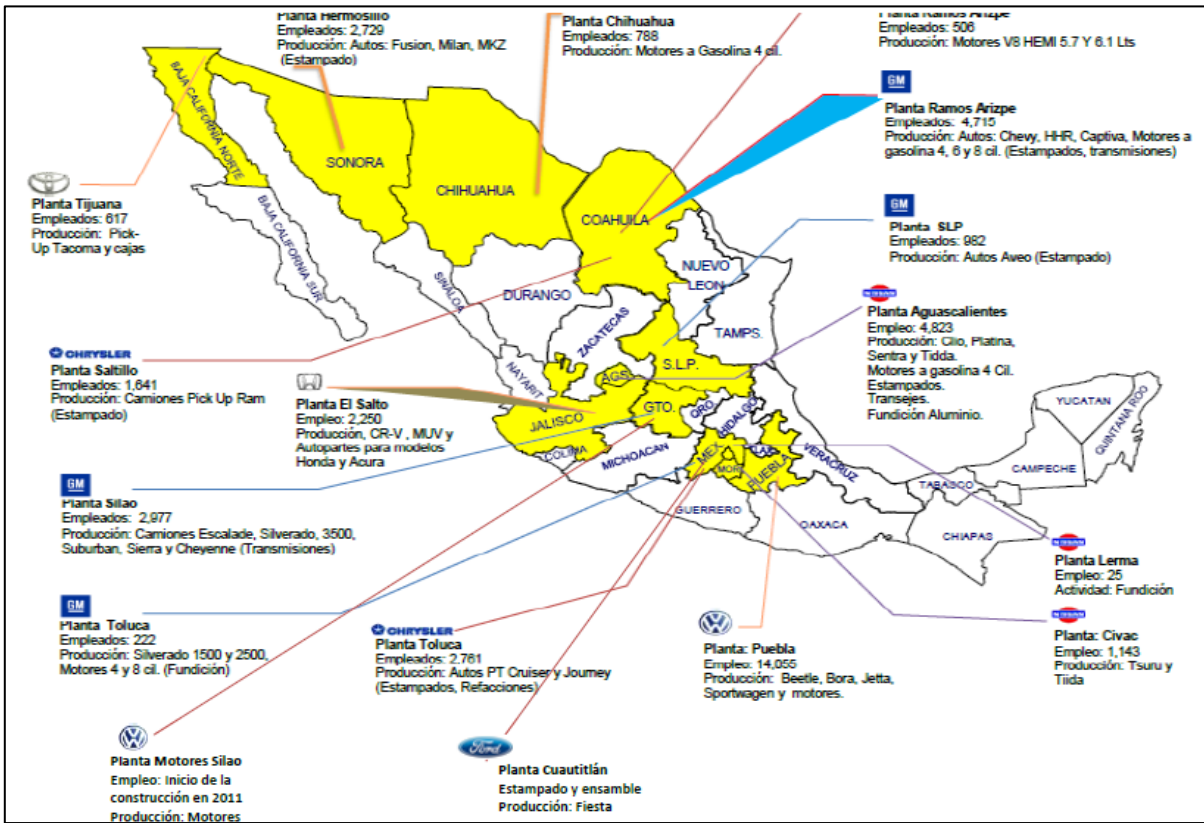 Planta Hermosillo
Empleados: 2,729
Producción: Autos: Fusion, Milan, MKZ
(Estampado)
Planta Chihuahua
Empleados: 788
Producción: Motores a Gasolina 4 cil.
Planta Ramos Arizpe
Empleados: 506
Producción: Motores V8 HEMI 5.7 Y 6.1 Lts
GM
Planta Ramos Arizpe
Empleados: 4,715
Producción: Autos: Chevy, HHR, Captiva, Motores a
gasolina 4, 6 y 8 cil. (Estampados, transmisiones)
Planta Tijuana
Empleados: 617
Producción: Pick-
Up Tacoma y cajas
GM
Planta SLP
Empleados: 982
Producción: Autos Aveo (Estampado)
NISSAN
Planta Aguascalientes
Empleo: 4,823
Producción: Clio, Platina,
Sentra y Tidda.
Motores a gasolina 4 Cil.
Estampados.
Transejes.
Fundición Aluminio.
CHRYSLER
Planta Saltillo
Empleados: 1,641
Producción: Camiones Pick Up Ram
(Estampado)
Planta El Salto
Empleo: 2,250
Producción, CR-V , MUV y
Autopartes para modelos
Honda y Acura
GM
Planta Silao
Empleados: 2,977
Producción: Camiones Escalade, Silverado, 3500,
Suburban, Sierra y Cheyenne (Transmisiones)
GM
Planta Toluca
Empleados: 222
Producción: Silverado 1500 y 2500,
Motores 4 y 8 cil. (Fundición)
CHRYSLER
Planta Toluca
Empleados: 2.761
Producción: Autos PT Cruiser y Journey
(Estampados, Refacciones)
Planta: Puebla
Empleo: 14,055
Producción: Beetle, Bora, Jetta,
Sportwagen y motores.
NISSAN
Planta Lerma
Empleo: 25
Actividad: Fundición
NISSAN
Planta: Civac
Empleo: 1,143
Producción: Tsuru y
Tiida
Planta Motores Silao
Empleo: Inicio de la
construcción en 2011
Producción: Motores
Ford
Planta Cuautitlán
Estampado y ensamble
Producción: Fiesta
BAJA CALIFORNIA NORTE
BAJA CALIFORNIA SUR
SONORA
CHIHUAHUA
COAHUILA
NUEVO
LEON
SINALOA
DURANGO
ZACATECAS
TAMPS.
S.L.P.
NAYARIT
AGS.
JALISCO
GTO.
QRO.
HIDALGO
COLIMA
MICHOACAN
MEX.
TLAX.
MOR.
PUEBLA
VERACRUZ
GUERRERO
OAXACA
TABASCO
CHIAPAS
CAMPECHE
YUCATAN
QUINTANA ROO